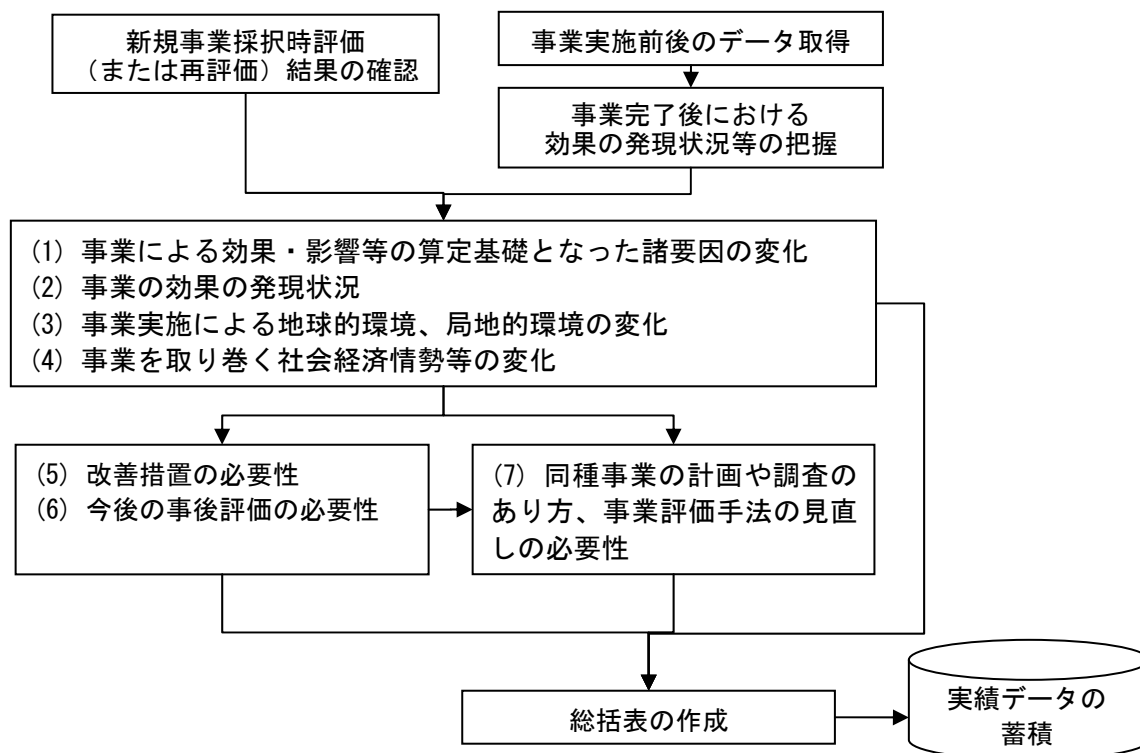 新規事業採択時評価
（または再評価）結果の確認
事業実施前後のデータ取得
事業完了後における
効果の発現状況等の把握
(1) 事業による効果・影響等の算定基礎となった諸要因の変化
(2) 事業の効果の発現状況
(3) 事業実施による地球的環境、局地的環境の変化
(4) 事業を取り巻く社会経済情勢等の変化
(5) 改善措置の必要性
(6) 今後の事後評価の必要性
(7) 同種事業の計画や調査の
あり方、事業評価手法の見直
しの必要性
総括表の作成
実績データの
蓄積